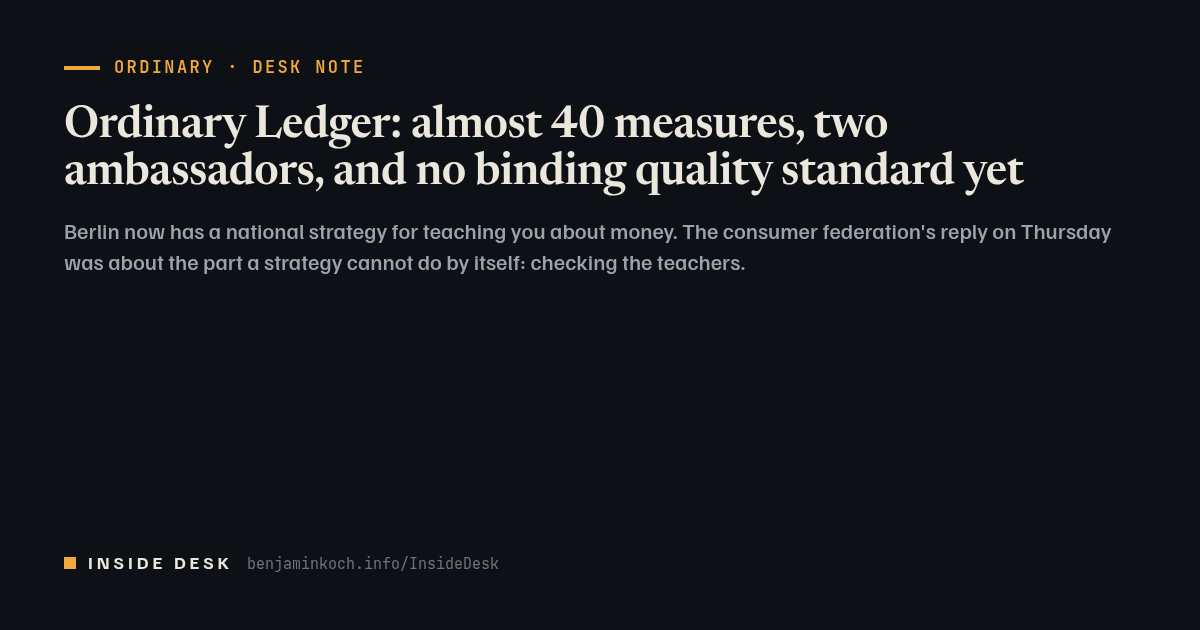 ORDINARY · DESK NOTE
Ordinary Ledger: almost 40 measures, two
ambassadors, and no binding quality standard yet
Berlin now has a national strategy for teaching you about money. The consumer federation's reply on Thursday
was about the part a strategy cannot do by itself: checking the teachers.
INSIDE DESK benjaminkoch.info/InsideDesk